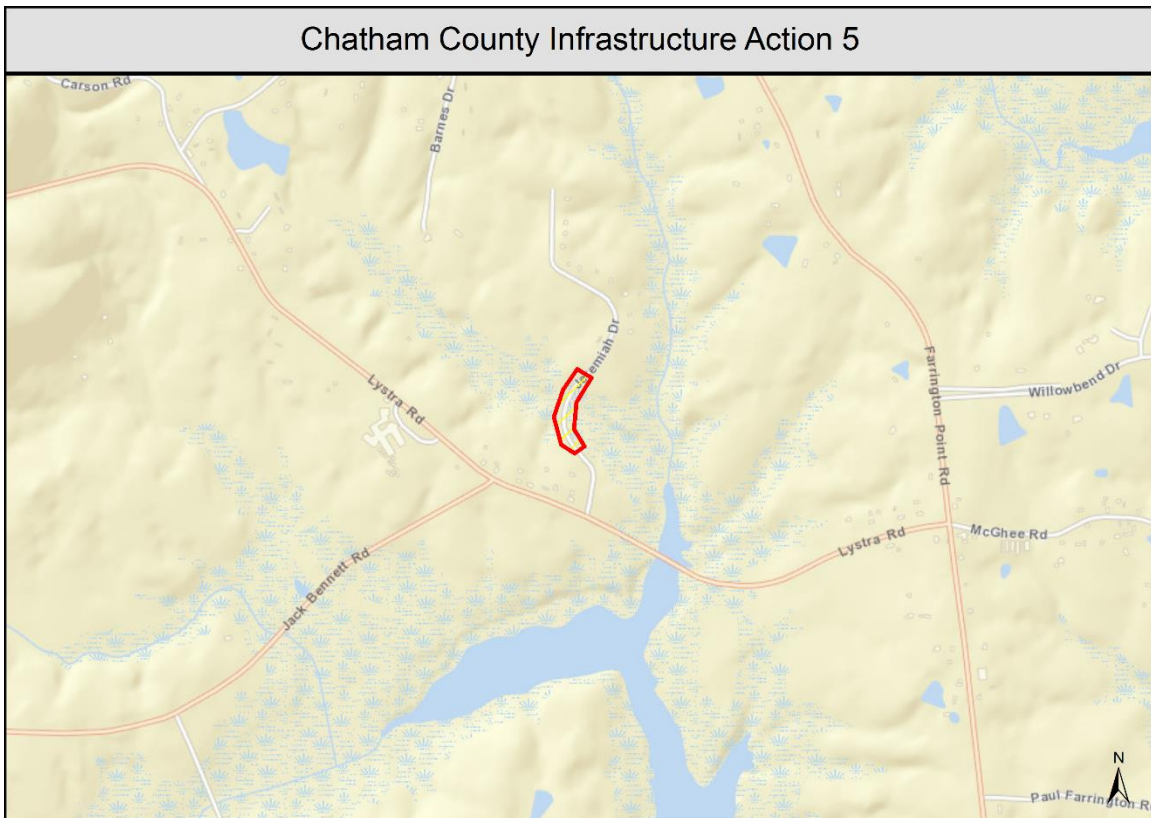 Chatham County Infrastructure Action 5
Carson Rd
Barnes Dr
Jeremiah Dr
Lystra Rd
Farrington Point Rd
Willowbend Dr
Lystra Rd
McGhee Rd
Jack Bennett Rd
N
Paul Farrington Rd